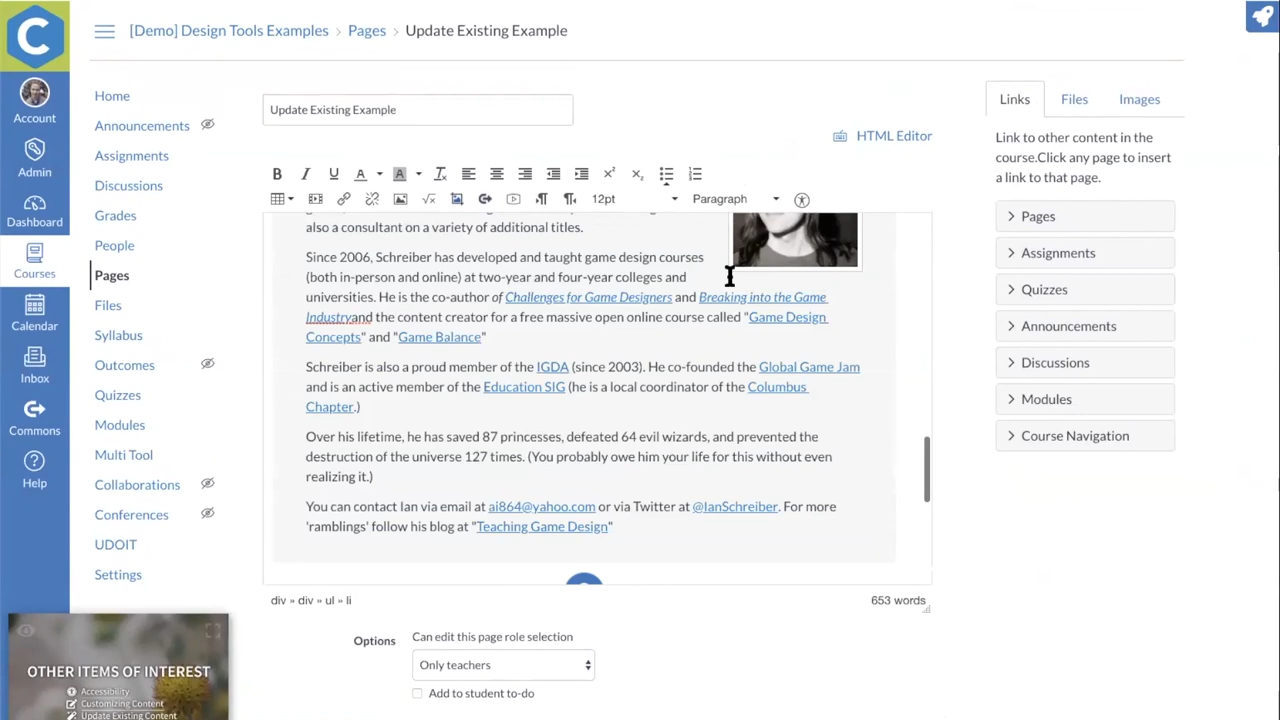 [Demo] Design Tools Examples > Pages > Update Existing Example
Account
Admin
Dashboard
Courses
Calendar
Inbox
Commons
Help
Home
Announcements
Assignments
Discussions
Grades
People
Pages
Files
Syllabus
Outcomes
Quizzes
Modules
Multi Tool
Collaborations
Conferences
UDOIT
Settings
Update Existing Example
HTML Editor
12pt
Paragraph
also a consultant on a variety of additional titles.
Since 2006, Schreiber has developed and taught game design courses
(both in-person and online) at two-year and four-year colleges and
universities. He is the co-author of Challenges for Game Designers and Breaking into the Game
Industryand the content creator for a free massive open online course called "Game Design
Concepts" and "Game Balance"
Schreiber is also a proud member of the IGDA (since 2003). He co-founded the Global Game Jam
and is an active member of the Education SIG (he is a local coordinator of the Columbus
Chapter.)
Over his lifetime, he has saved 87 princesses, defeated 64 evil wizards, and prevented the
destruction of the universe 127 times. (You probably owe him your life for this without even
realizing it.)
You can contact Ian via email at ai864@yahoo.com or via Twitter at @IanSchreiber. For more
'ramblings' follow his blog at "Teaching Game Design"
div » div » ul » li
653 words
Options
Can edit this page role selection
Only teachers
Add to student to-do
Links Files Images
Link to other content in the
course.Click any page to insert
a link to that page.
Pages
Assignments
Quizzes
Announcements
Discussions
Modules
Course Navigation
OTHER ITEMS OF INTEREST
Accessibility
Customizing Content
Update Existing Content